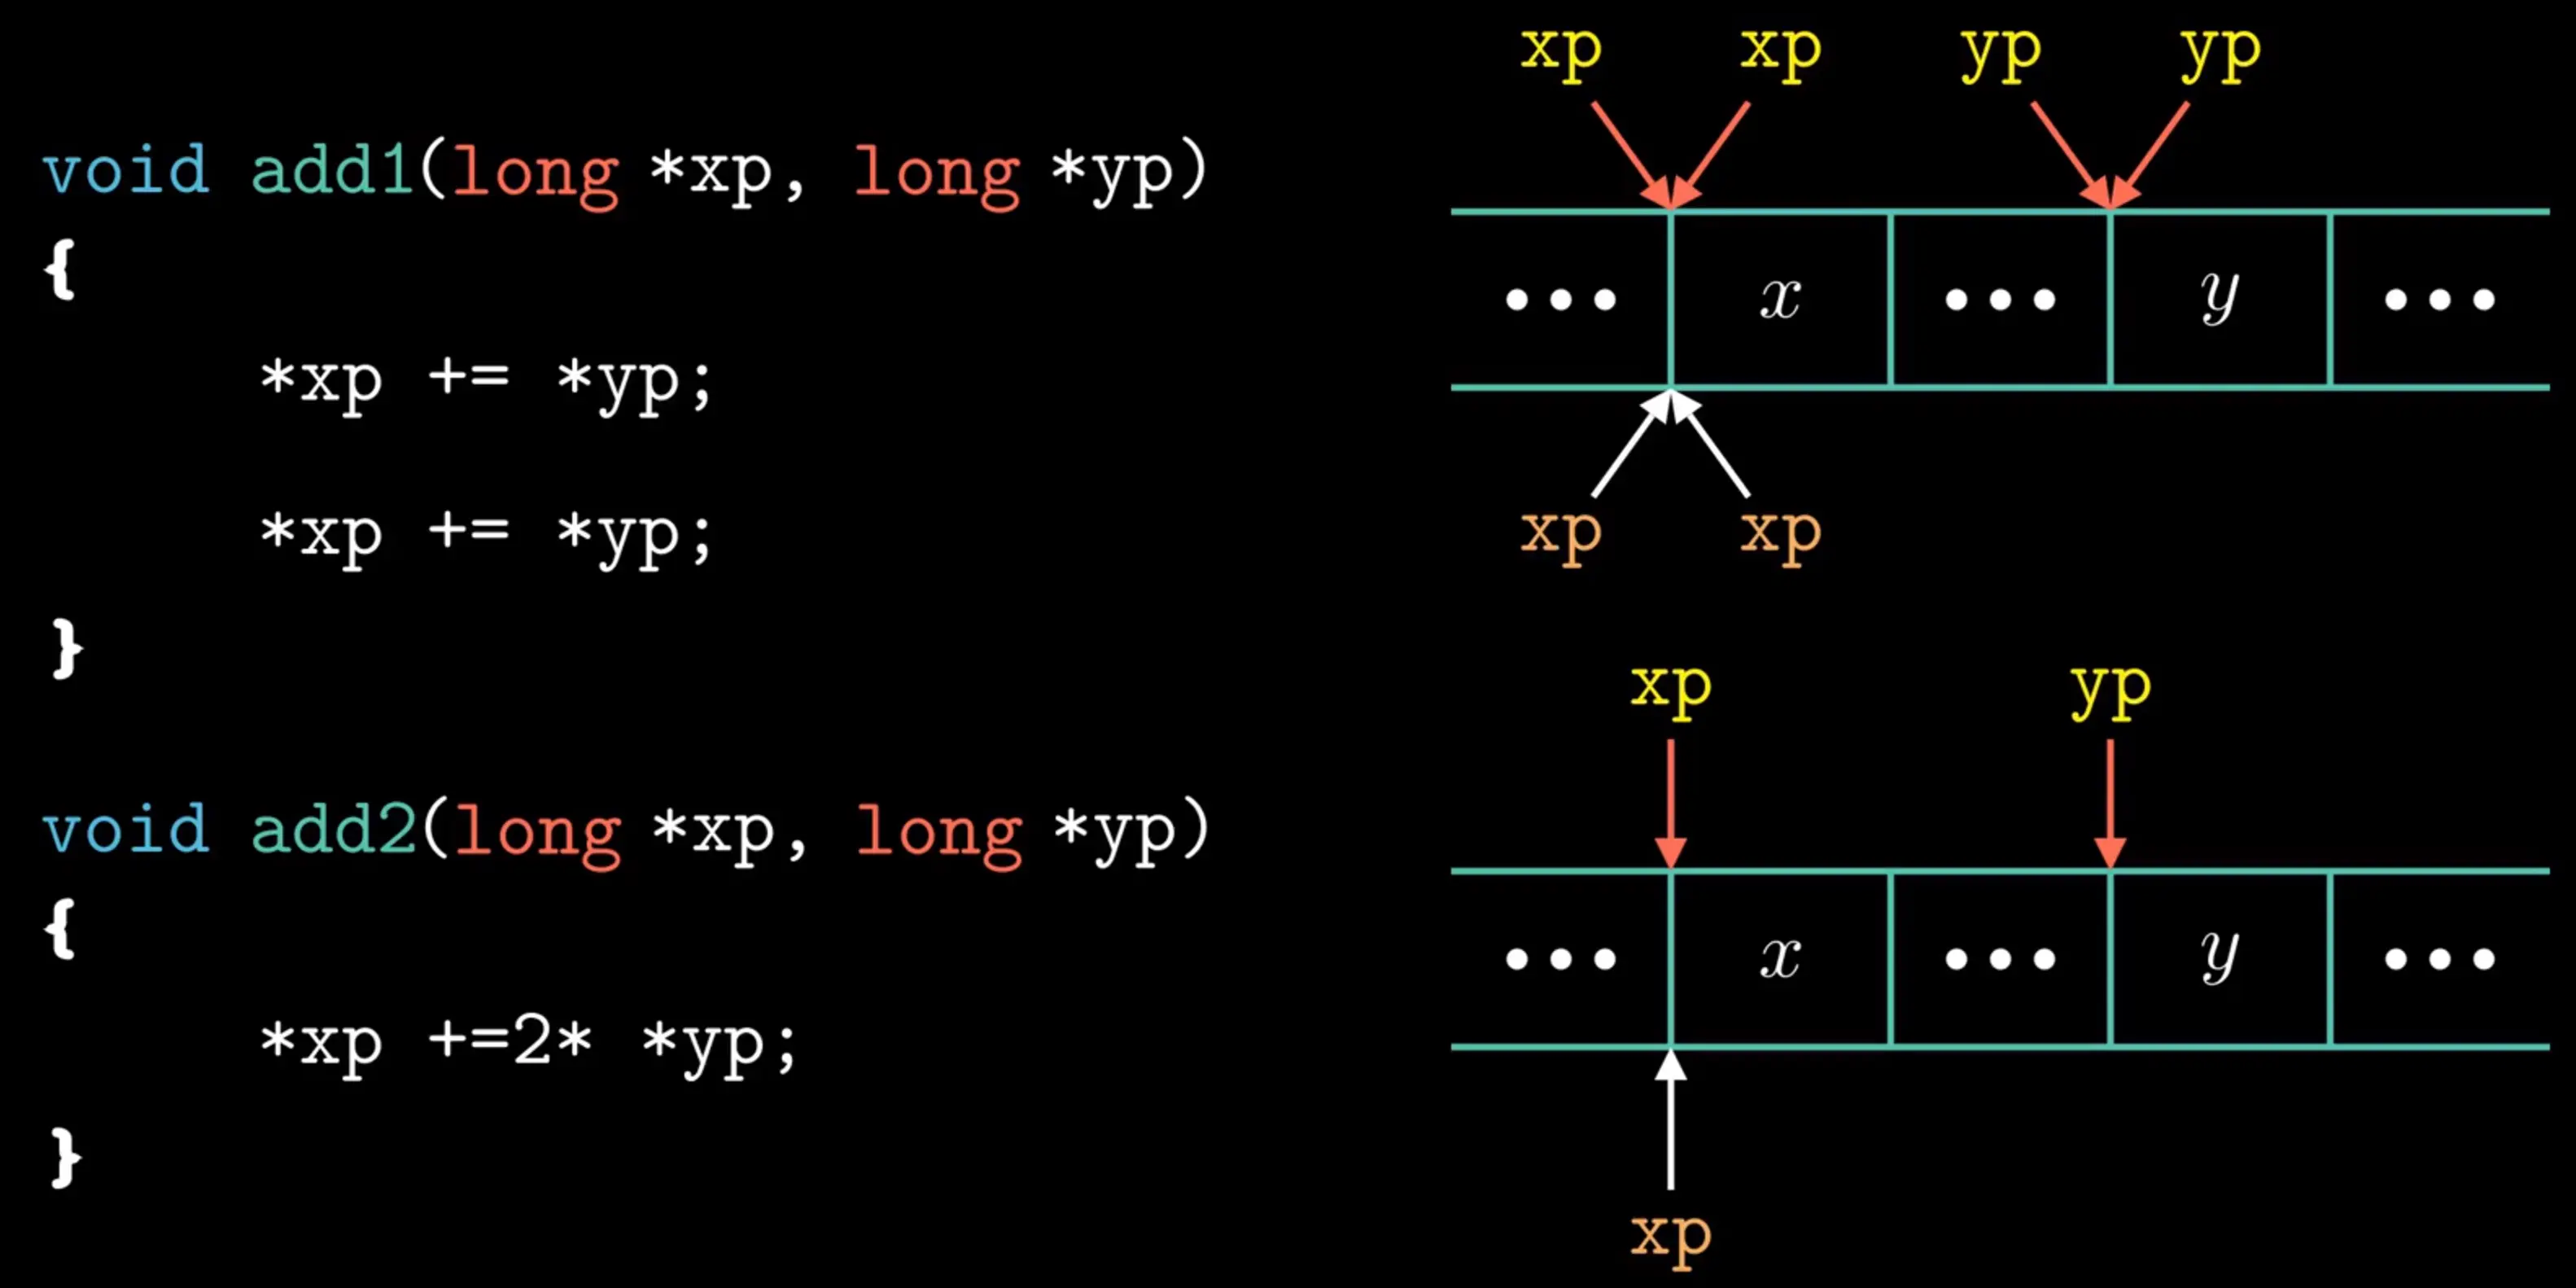 void add1(long *xp, long *yp)
{
*xp += *yp;
*xp += *yp;
}
void add2(long *xp, long *yp)
{
*xp +=2* *yp;
}
xp xp yp yp
••• x ••• y •••
xp xp
xp yp
••• x ••• y •••
xp